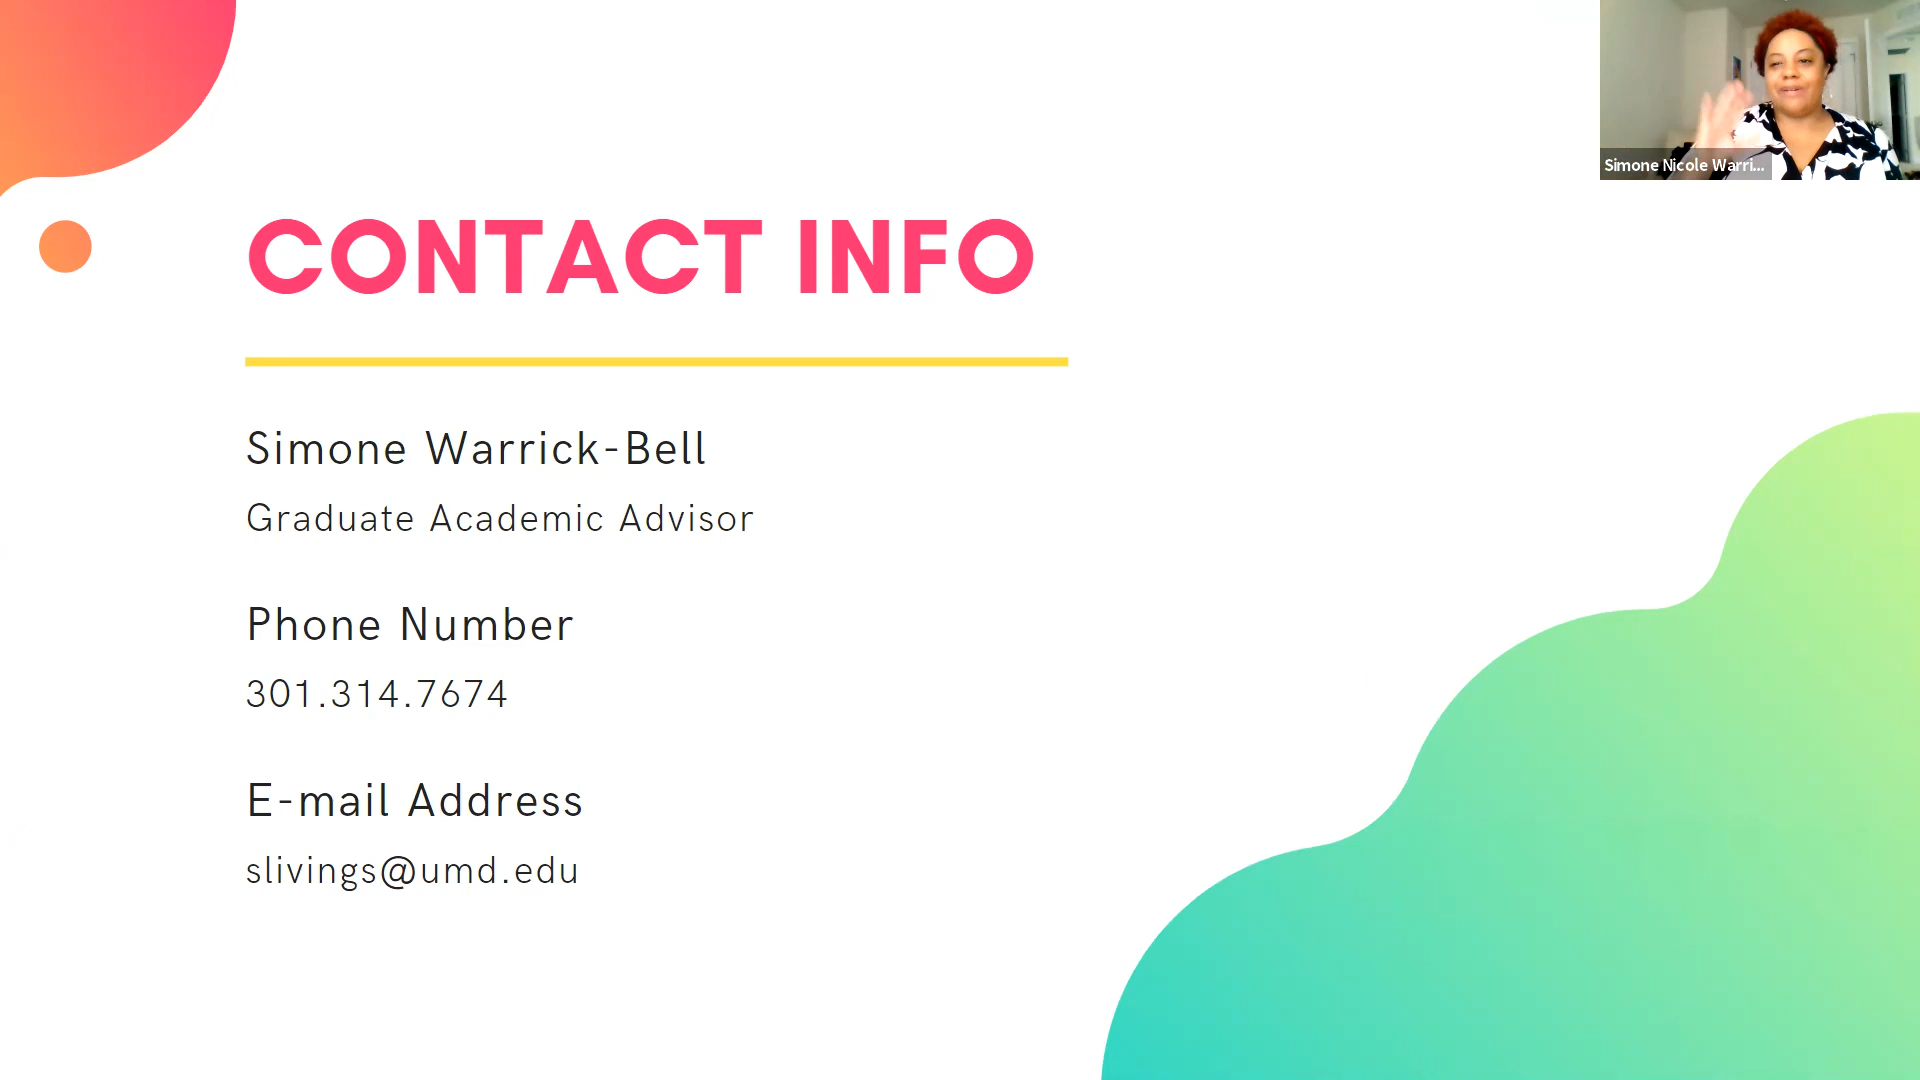 Simone Nicole Warri...
CONTACT INFO
Simone Warrick-Bell
Graduate Academic Advisor
Phone Number
301.314.7674
E-mail Address
slivings@umd.edu